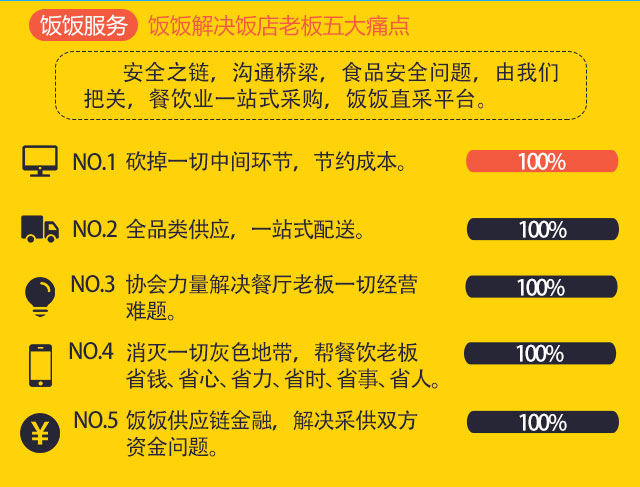 饭饭服务 饭饭解决饭店老板五大痛点
安全之链，沟通桥梁，食品安全问题，由我们
把关，餐饮业一站式采购，饭饭直采平台。
NO.1 砍掉一切中间环节，节约成本。 100%
NO.2 全品类供应，一站式配送。 100%
NO.3 协会力量解决餐厅老板一切经营 100%
难题。
NO.4 消灭一切灰色地带，帮餐饮老板 100%
省钱、省心、省力、省时、省事、省人。
NO.5 饭饭供应链金融，解决采供双方 100%
资金问题。
¥